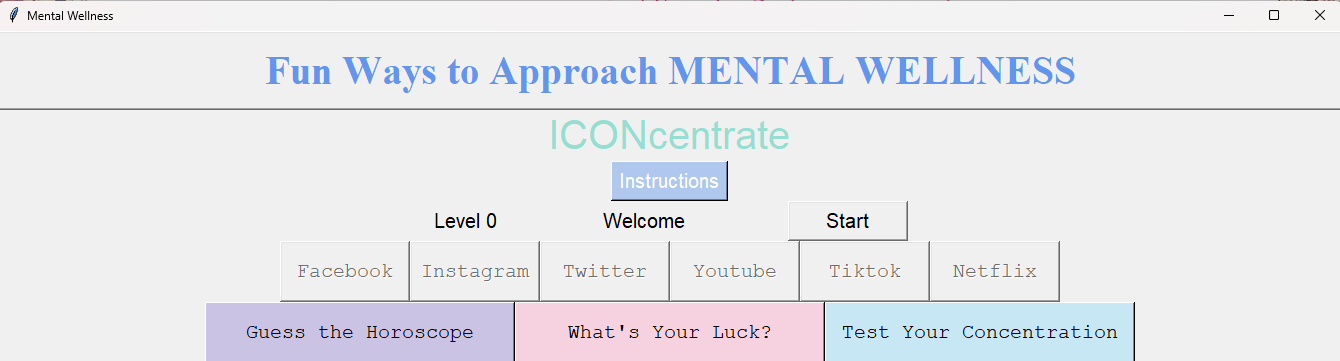 Mental Wellness
Fun Ways to Approach MENTAL WELLNESS
ICONcentrate
Instructions
Level 0 Welcome Start
Facebook Instagram Twitter Youtube Tiktok Netflix
Guess the Horoscope What's Your Luck? Test Your Concentration